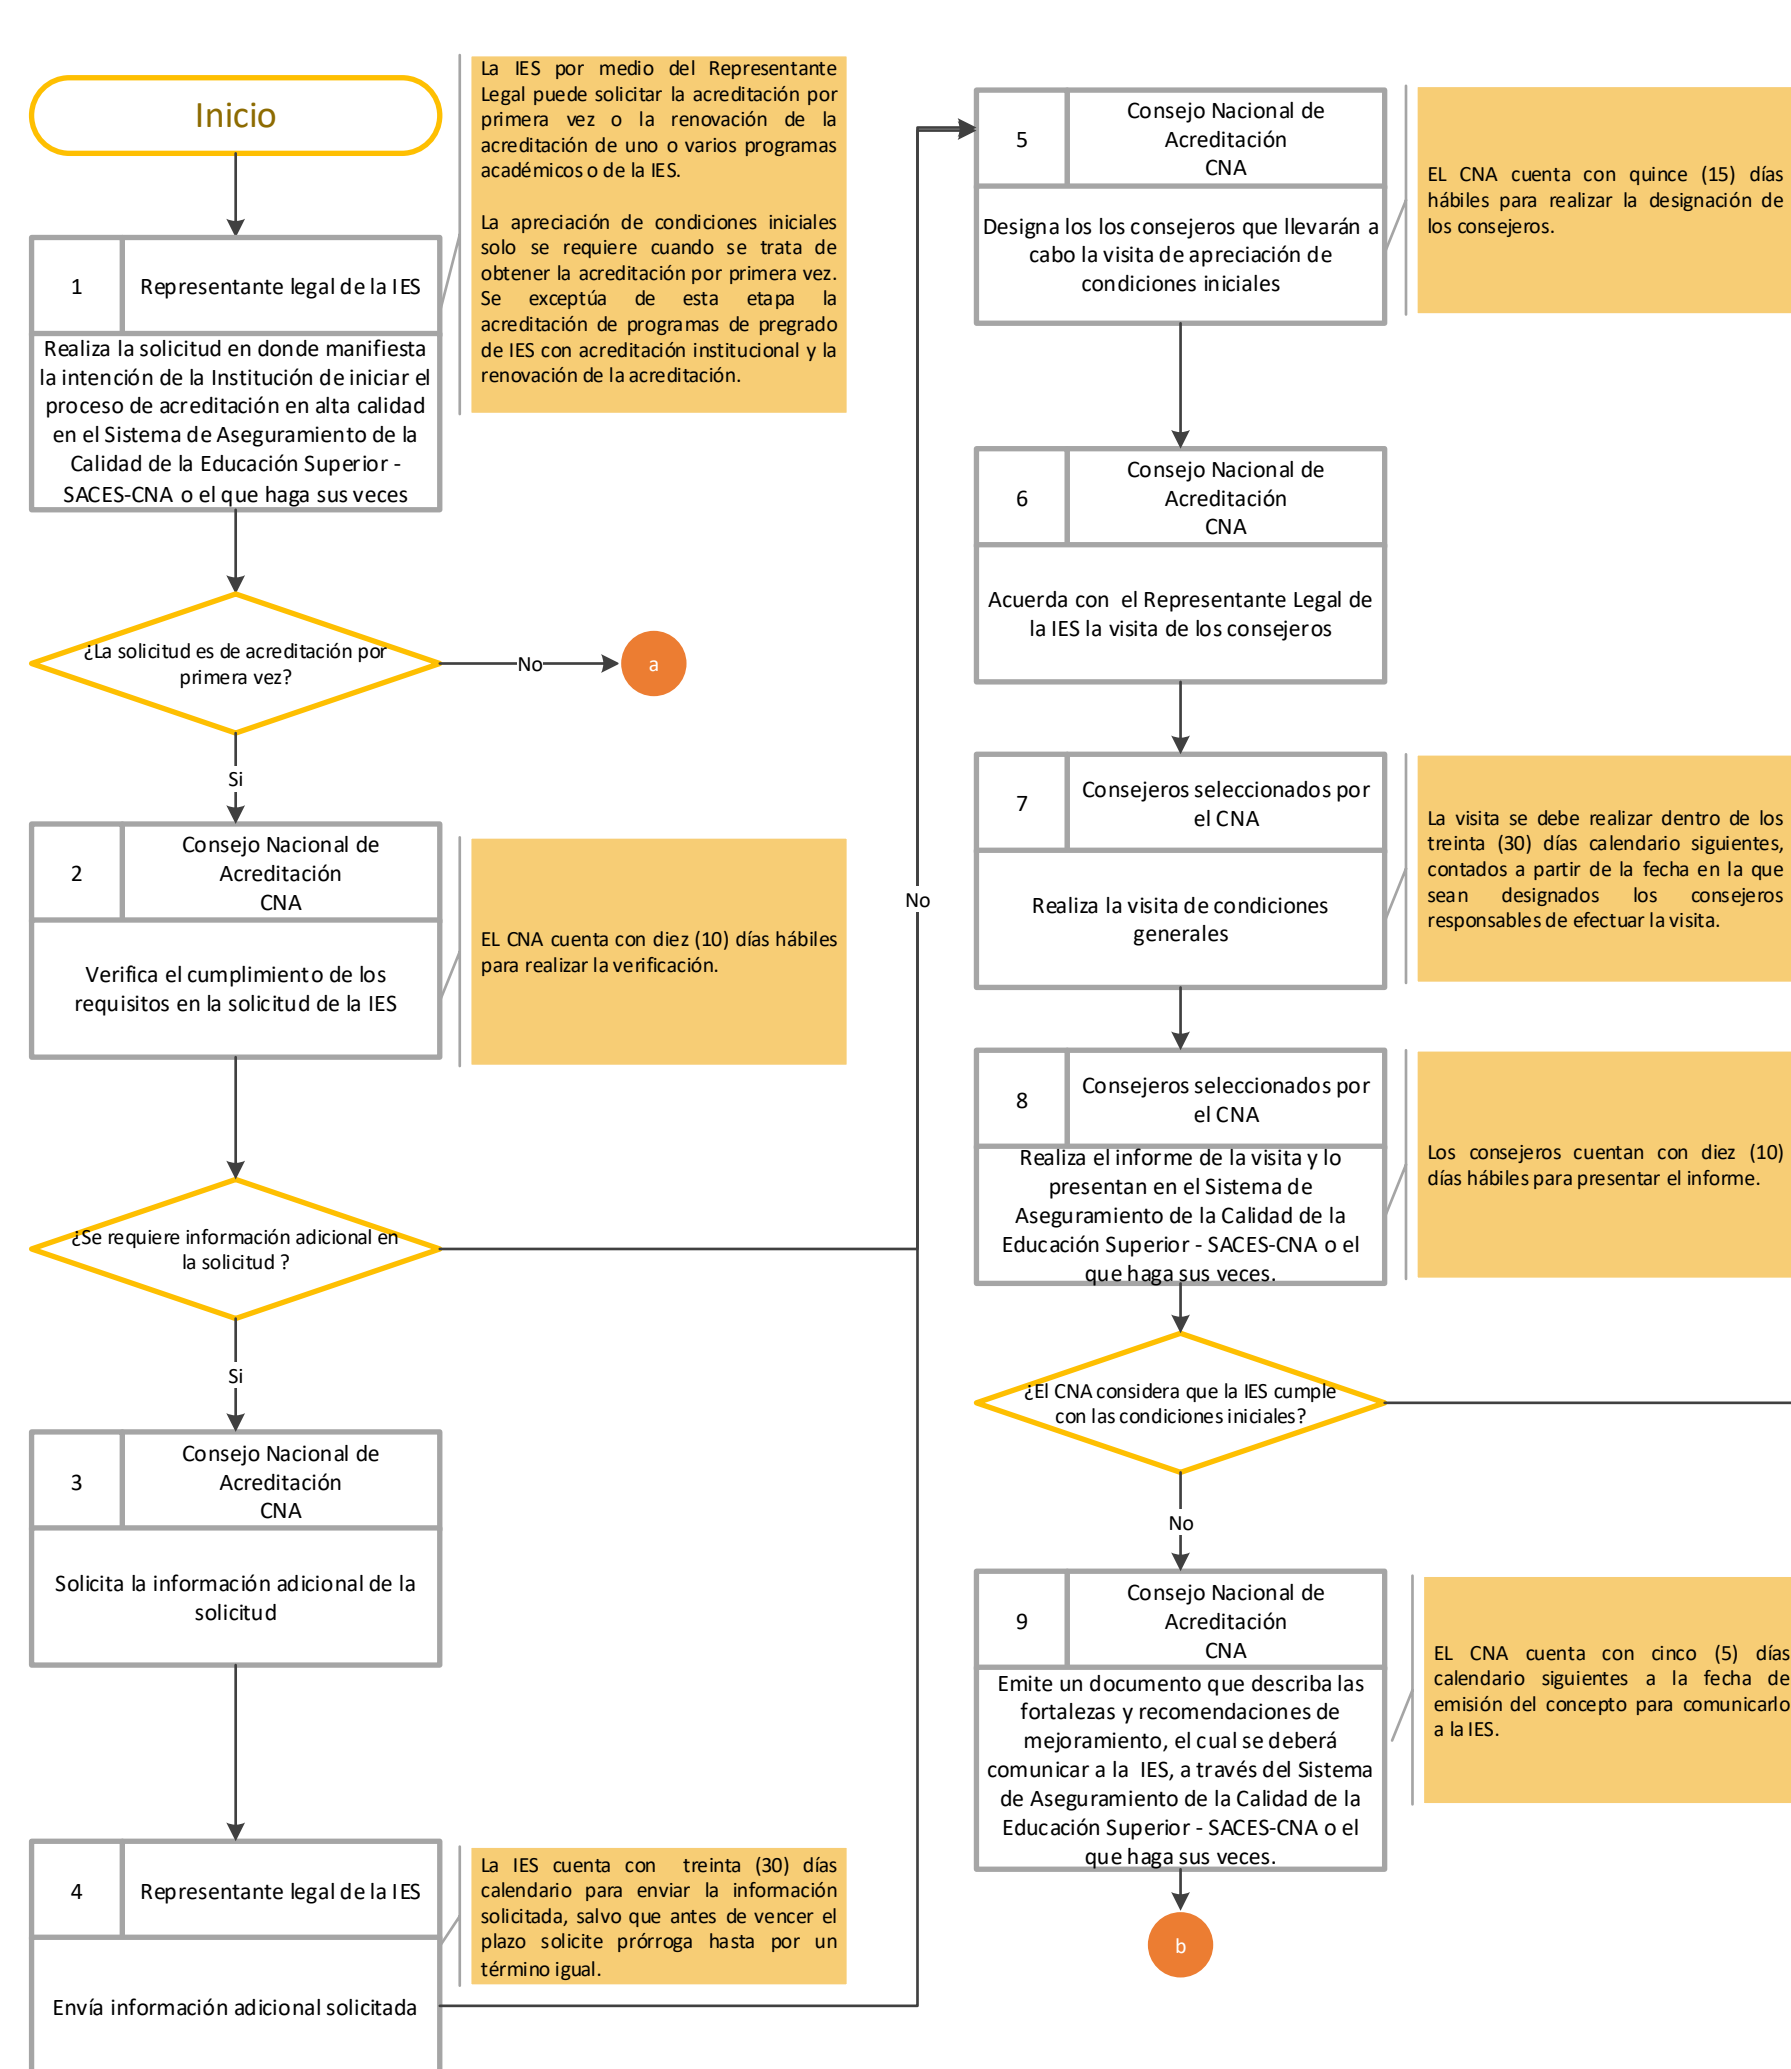 Inicio
La IES por medio del Representante
Legal puede solicitar la acreditación por
primera vez o la renovación de la
acreditación de uno o varios programas
académicos o de la IES.
La apreciación de condiciones iniciales
solo se requiere cuando se trata de
obtener la acreditación por primera vez.
Se exceptúa de esta etapa la
acreditación de programas de pregrado
de IES con acreditación institucional y la
renovación de la acreditación.
1
Representante legal de la IES
Realiza la solicitud en donde manifiesta
la intención de la Institución de iniciar el
proceso de acreditación en alta calidad
en el Sistema de Aseguramiento de la
Calidad de la Educación Superior -
SACES-CNA o el que haga sus veces
¿La solicitud es de acreditación por
primera vez?
No
a
Si
2
Consejo Nacional de
Acreditación
CNA
Verifica el cumplimiento de los
requisitos en la solicitud de la IES
EL CNA cuenta con diez (10) días hábiles
para realizar la verificación.
¿Se requiere información adicional en
la solicitud ?
No
Si
3
Consejo Nacional de
Acreditación
CNA
Solicita la información adicional de la
solicitud
4
Representante legal de la IES
Envía información adicional solicitada
La IES cuenta con treinta (30) días
calendario para enviar la información
solicitada, salvo que antes de vencer el
plazo solicite prórroga hasta por un
término igual.
5
Consejo Nacional de
Acreditación
CNA
Designa los los consejeros que llevarán a
cabo la visita de apreciación de
condiciones iniciales
EL CNA cuenta con quince (15) días
hábiles para realizar la designación de
los consejeros.
6
Consejo Nacional de
Acreditación
CNA
Acuerda con el Representante Legal de
la IES la visita de los consejeros
7
Consejeros seleccionados por
el CNA
Realiza la visita de condiciones
generales
La visita se debe realizar dentro de los
treinta (30) días calendario siguientes,
contados a partir de la fecha en la que
sean designados los consejeros
responsables de efectuar la visita.
8
Consejeros seleccionados por
el CNA
Realiza el informe de la visita y lo
presentan en el Sistema de
Aseguramiento de la Calidad de la
Educación Superior - SACES-CNA o el
que haga sus veces.
Los consejeros cuentan con diez (10)
días hábiles para presentar el informe.
¿El CNA considera que la IES cumple
con las condiciones iniciales?
No
9
Consejo Nacional de
Acreditación
CNA
Emite un documento que describa las
fortalezas y recomendaciones de
mejoramiento, el cual se deberá
comunicar a la IES, a través del Sistema
de Aseguramiento de la Calidad de la
Educación Superior - SACES-CNA o el
que haga sus veces.
EL CNA cuenta con cinco (5) días
calendario siguientes a la fecha de
emisión del concepto para comunicarlo
a la IES.
b